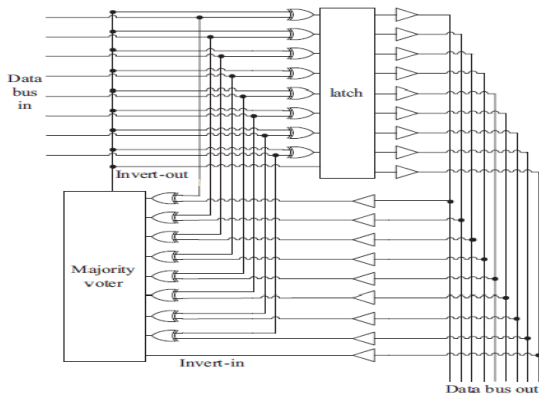 Data
bus
in
latch
Invert-out
Majority
voter
Invert-in
Data bus out